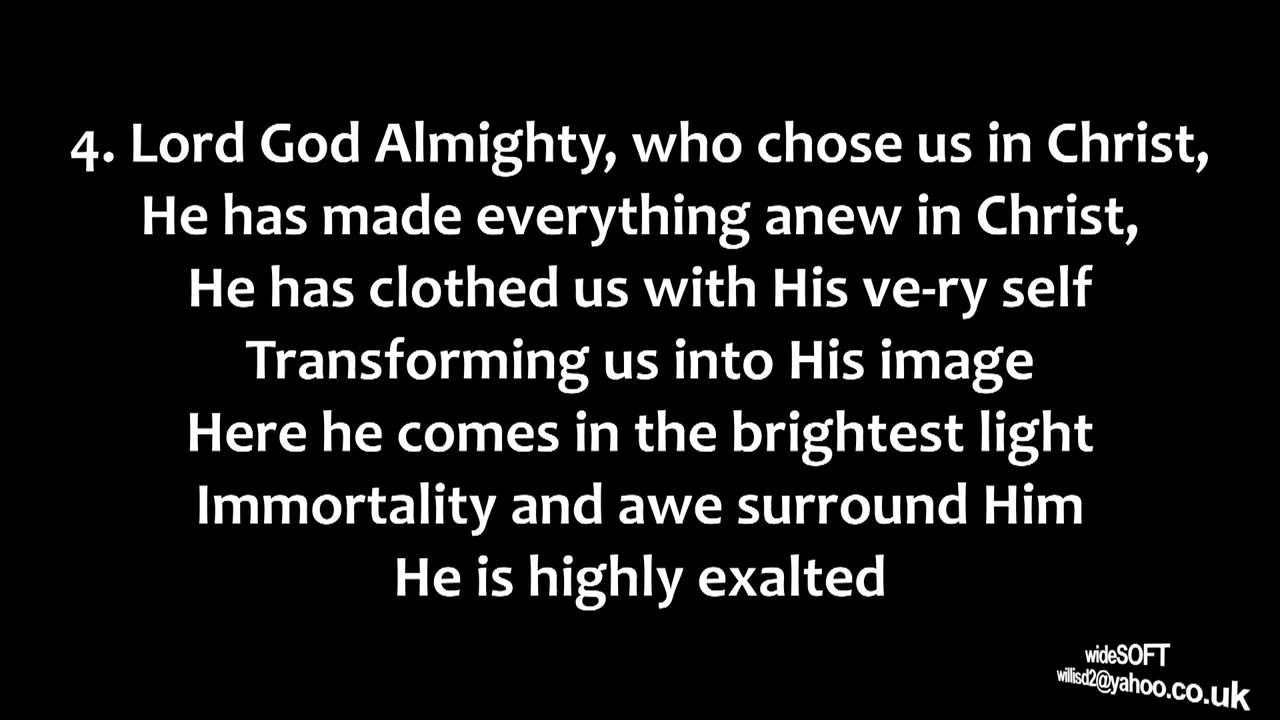 4. Lord God Almighty, who chose us in Christ,
He has made everything anew in Christ,
He has clothed us with His ve-ry self
Transforming us into His image
Here he comes in the brightest light
Immortality and awe surround Him
He is highly exalted
wideSOFT
willisd2@yahoo.co.uk